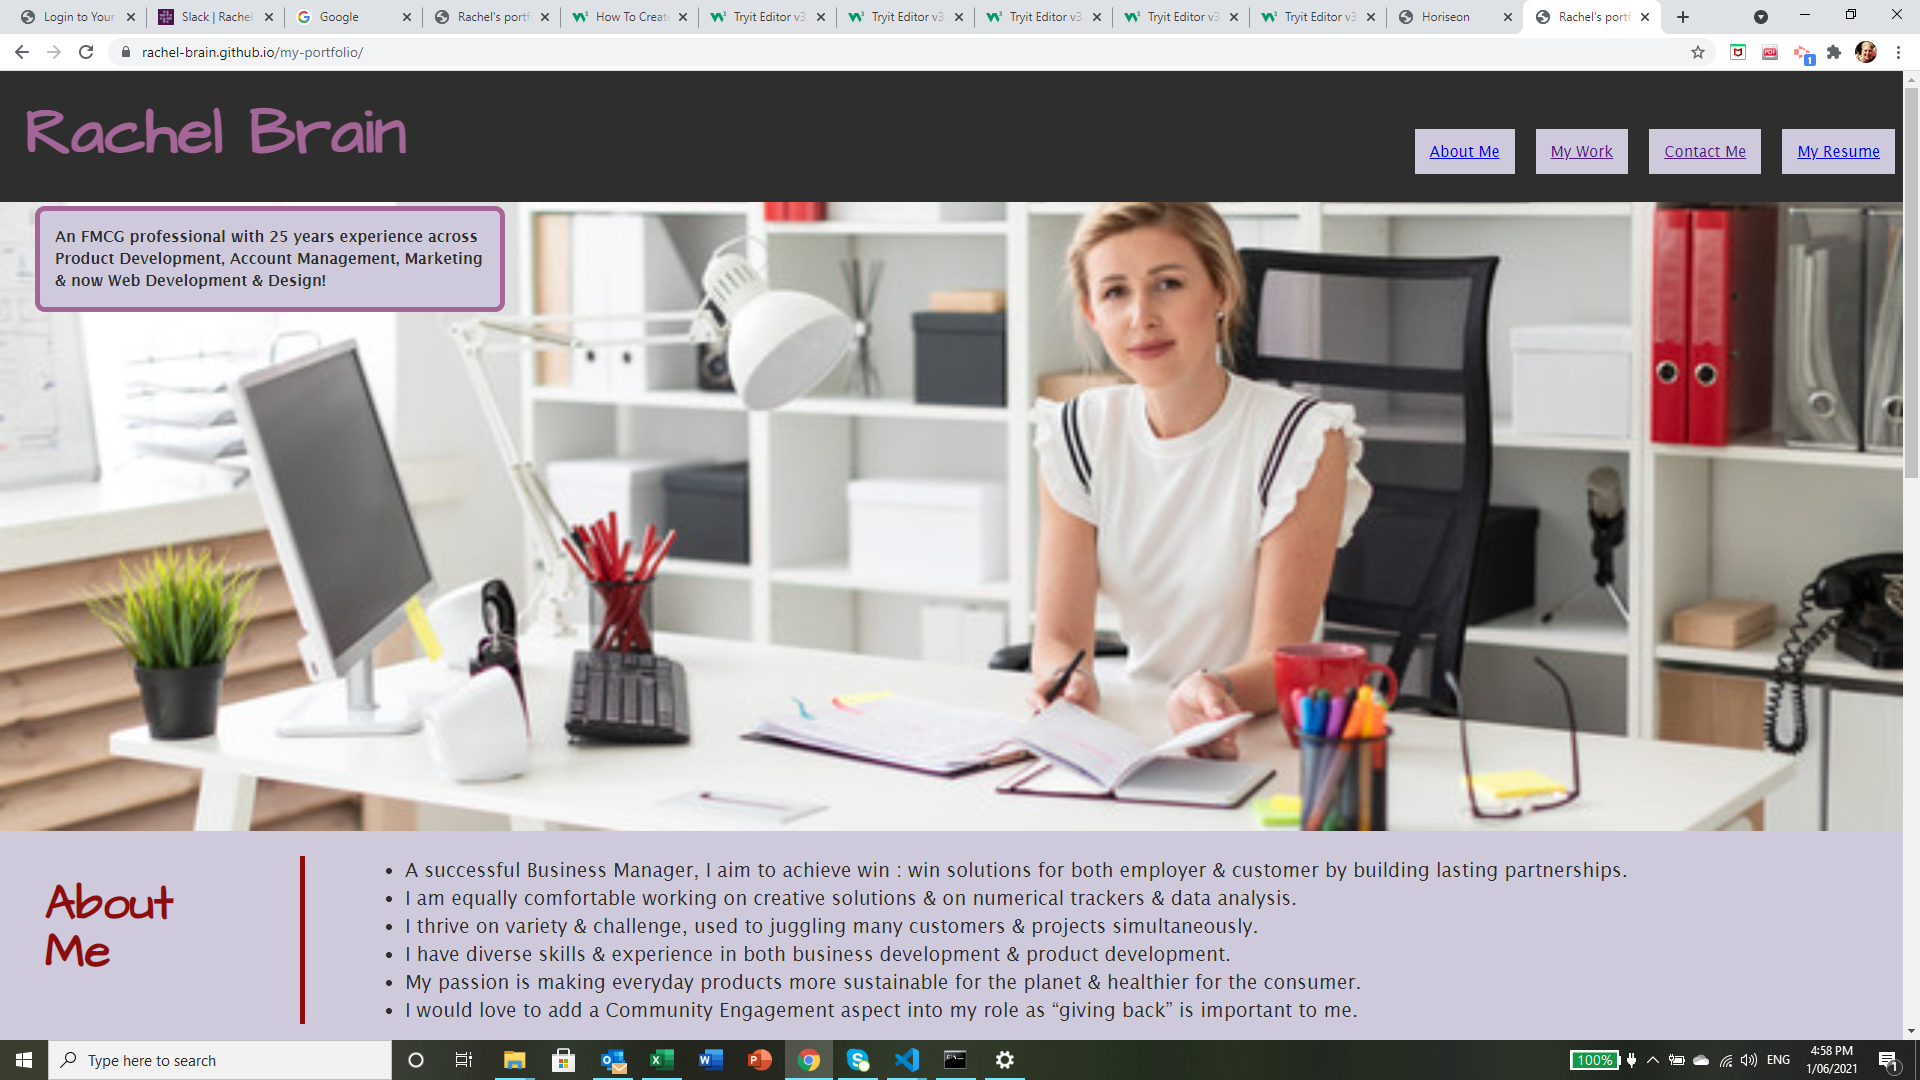 Login to Your
Slack | Rachel
Google
Rachel's portf
How To Create
Tryit Editor v3
Tryit Editor v3
Tryit Editor v3
Tryit Editor v3
Tryit Editor v3
Horiseon
Rachel's portf
rachel-brain.github.io/my-portfolio/
PDF
1
Rachel Brain
About Me
My Work
Contact Me
My Resume
An FMCG professional with 25 years experience across
Product Development, Account Management, Marketing
& now Web Development & Design!
About
Me
• A successful Business Manager, I aim to achieve win : win solutions for both employer & customer by building lasting partnerships.
• I am equally comfortable working on creative solutions & on numerical trackers & data analysis.
• I thrive on variety & challenge, used to juggling many customers & projects simultaneously.
• I have diverse skills & experience in both business development & product development.
• My passion is making everyday products more sustainable for the planet & healthier for the consumer.
• I would love to add a Community Engagement aspect into my role as “giving back” is important to me.
Type here to search
100%
ENG
4:58 PM
1/06/2021
1